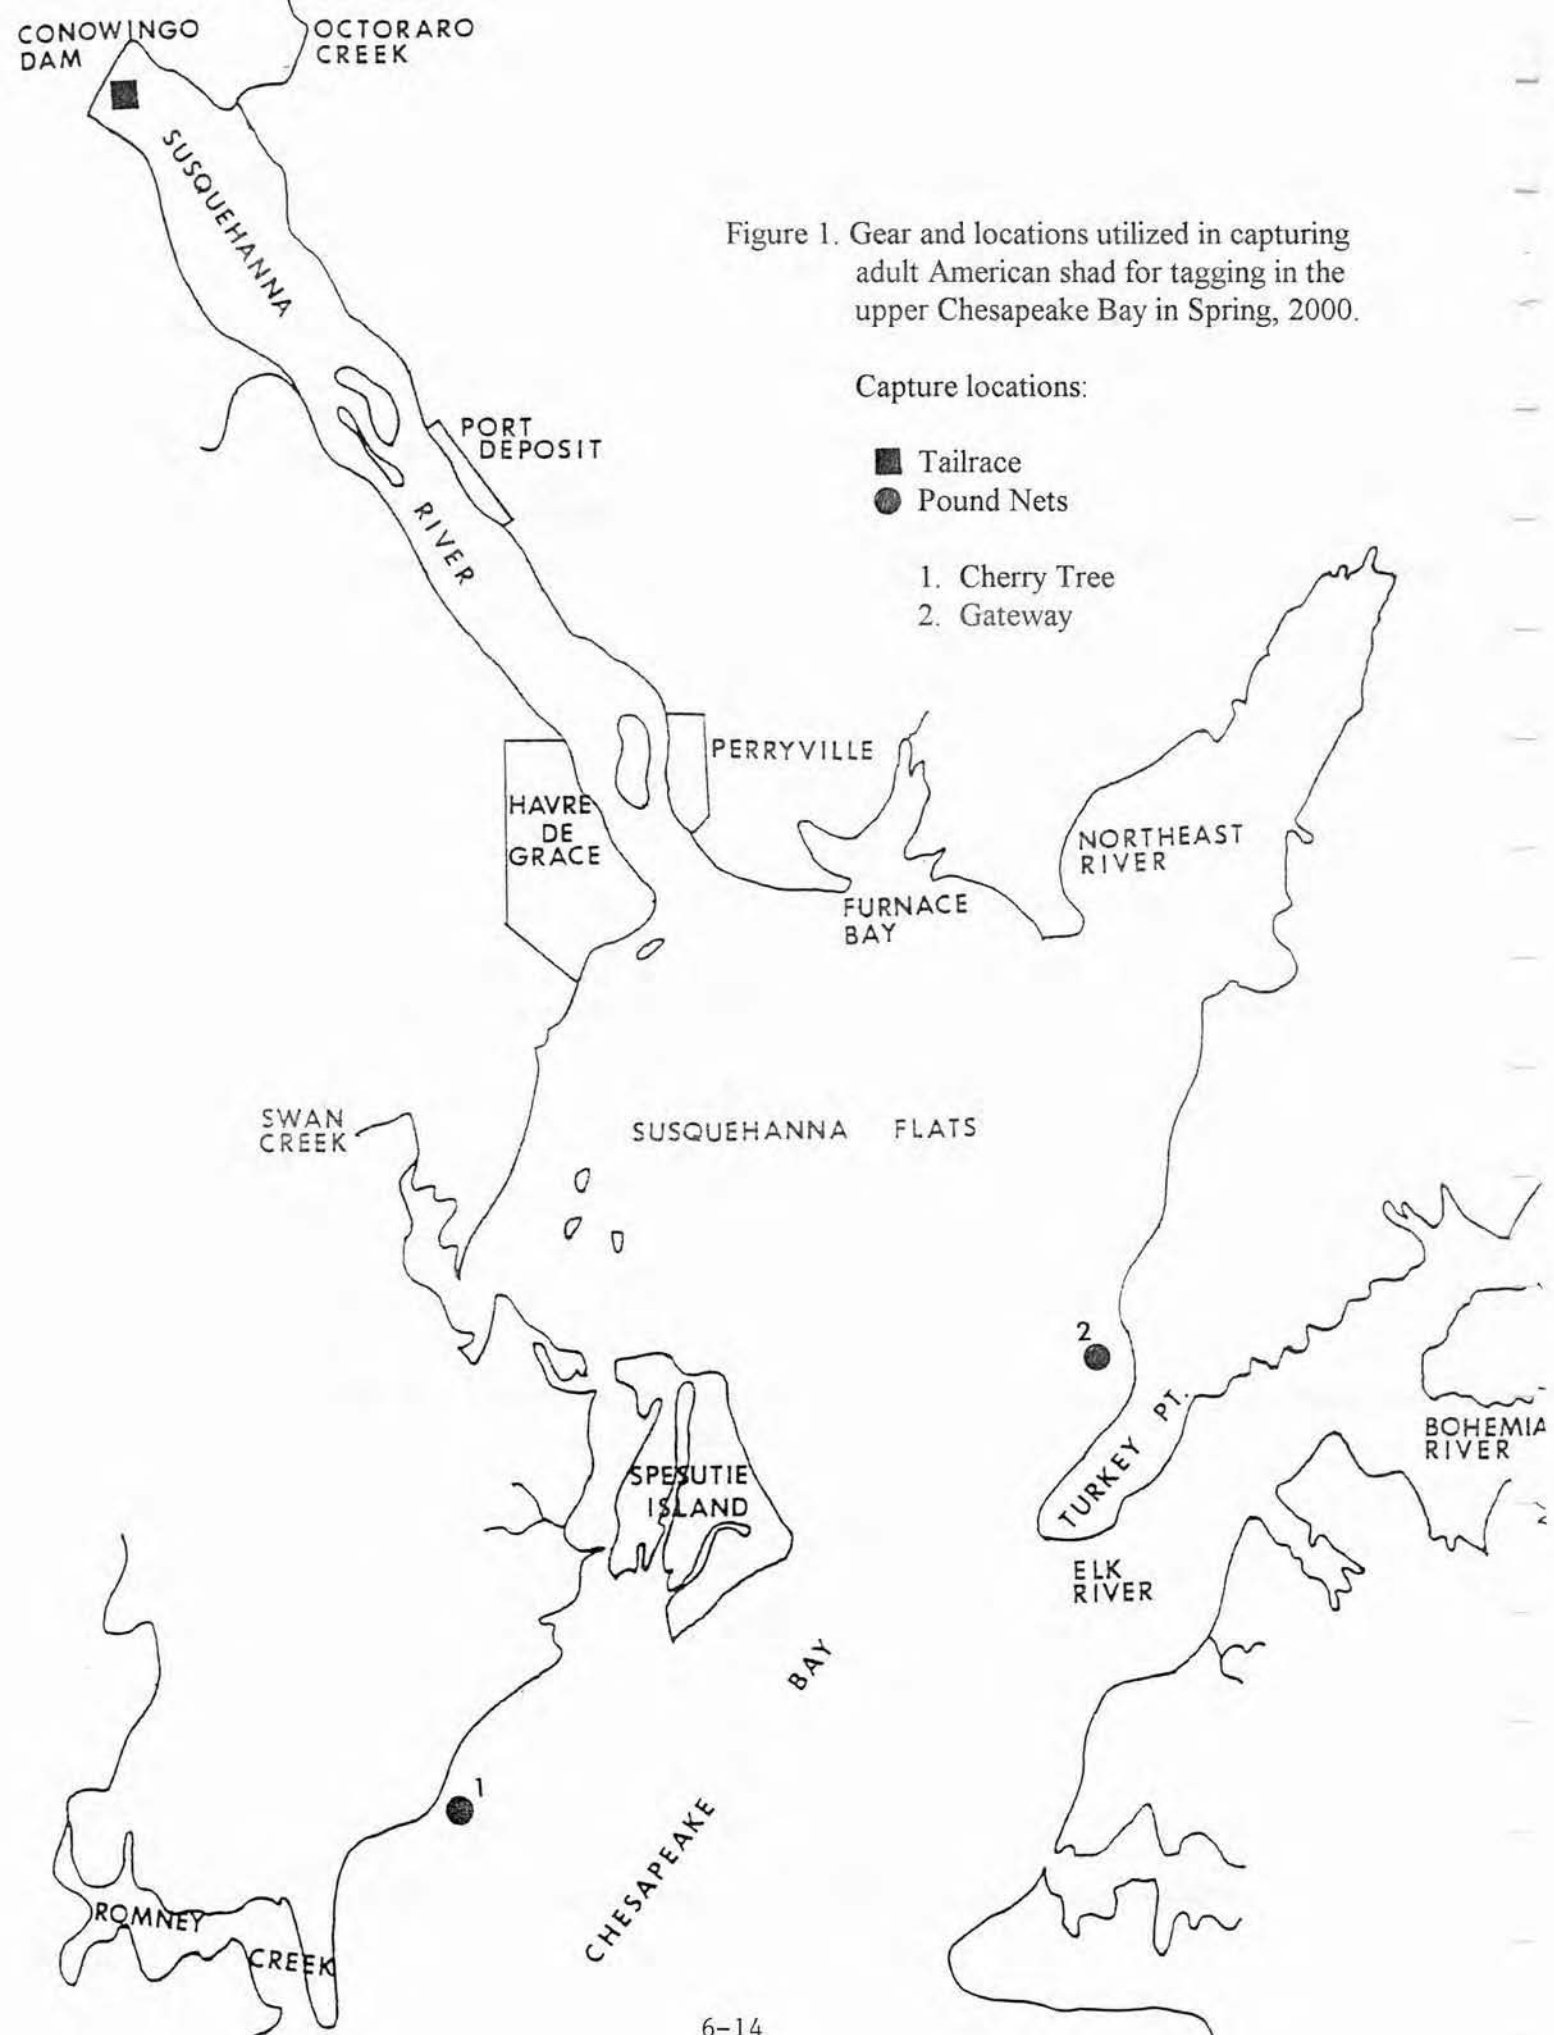 CONOWINGO
DAM
OCTORARO
CREEK
SUSQUEHANNA
Figure 1. Gear and locations utilized in capturing
adult American shad for tagging in the
upper Chesapeake Bay in Spring, 2000.
Capture locations:
Tailrace
Pound Nets
1. Cherry Tree
2. Gateway
PORT
DEPOSIT
RIVER
PERRYVILLE
HAVRE
DE
GRACE
NORTHEAST
RIVER
FURNACE
BAY
SWAN
CREEK
SUSQUEHANNA FLATS
2
TURKEY PT.
BOHEMIA
RIVER
SPESUTIE
ISLAND
ELK
RIVER
BAY
1
CHESAPEAKE
ROMNEY
CREEK
6-14